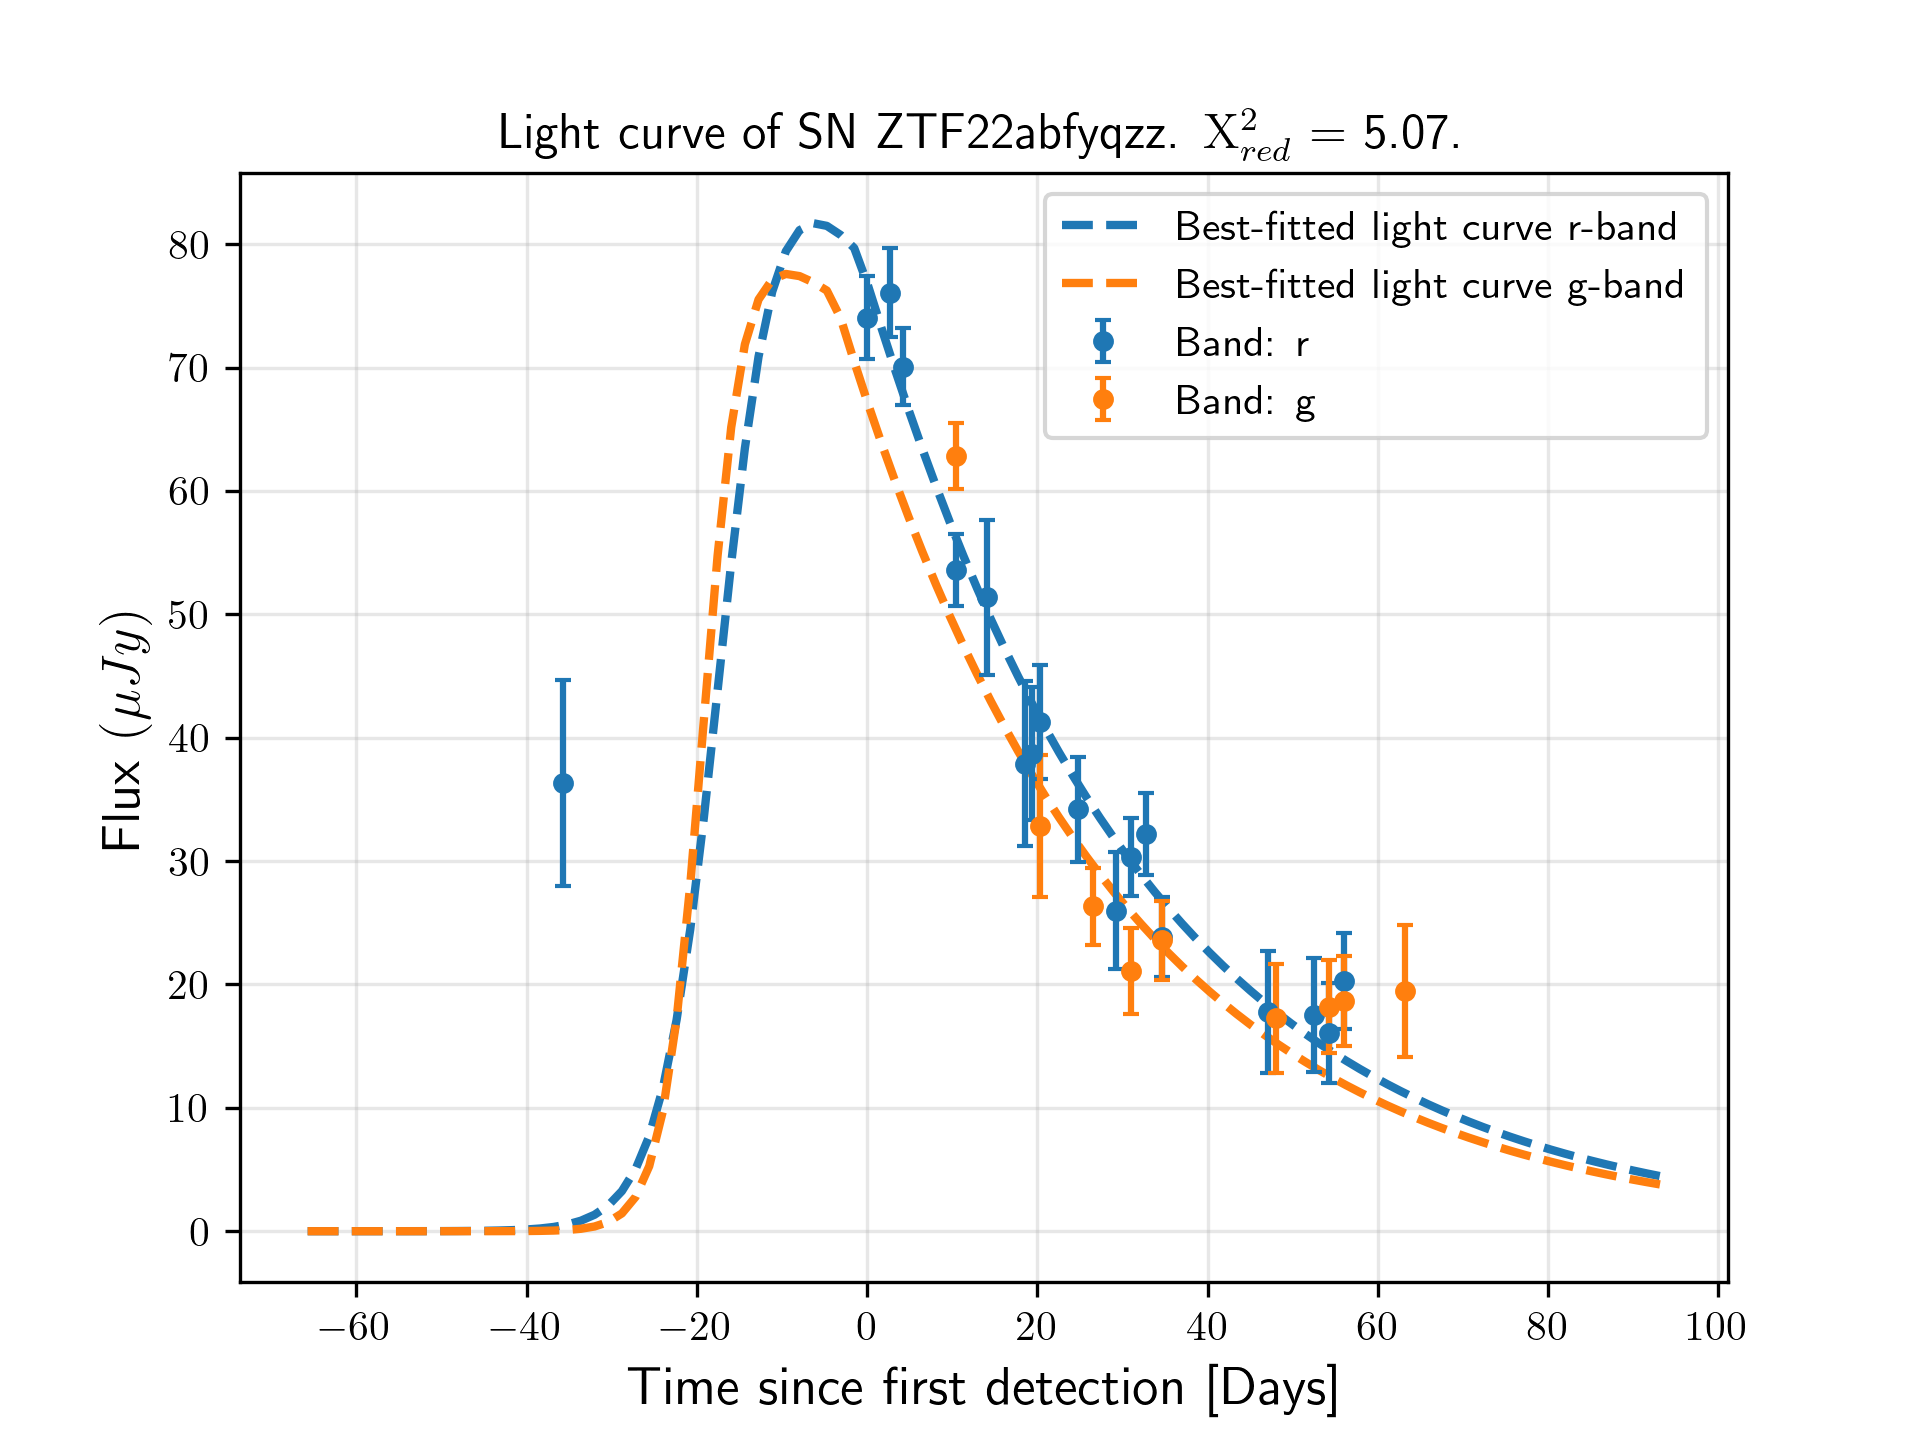 Light curve of SN ZTF22abfyqzz. X²_red = 5.07.
Best-fitted light curve r-band
Best-fitted light curve g-band
Band: r
Band: g
Flux (μJy)
80
70
60
50
40
30
20
10
0
−60 −40 −20 0 20 40 60 80 100
Time since first detection [Days]